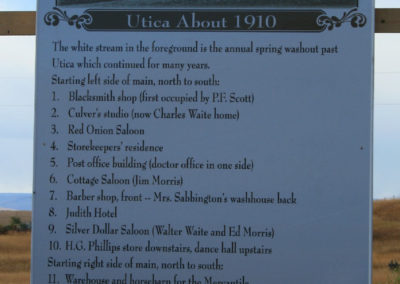 Utica About 1910
The white stream in the foreground is the annual spring washout past
Utica which continued for many years.
Starting left side of main, north to south:
1. Blacksmith shop (first occupied by P.F. Scott)
2. Culver's studio (now Charles Waite home)
3. Red Onion Saloon
4. Storekeepers' residence
5. Post office building (doctor office in one side)
6. Cottage Saloon (Jim Morris)
7. Barber shop, front -- Mrs. Sabbington's washhouse back
8. Judith Hotel
9. Silver Dollar Saloon (Walter Waite and Ed Morris)
10. H.G. Phillips store downstairs, dance hall upstairs
Starting right side of main, north to south:
11. Warehouse and horsebarn for the Mercantile